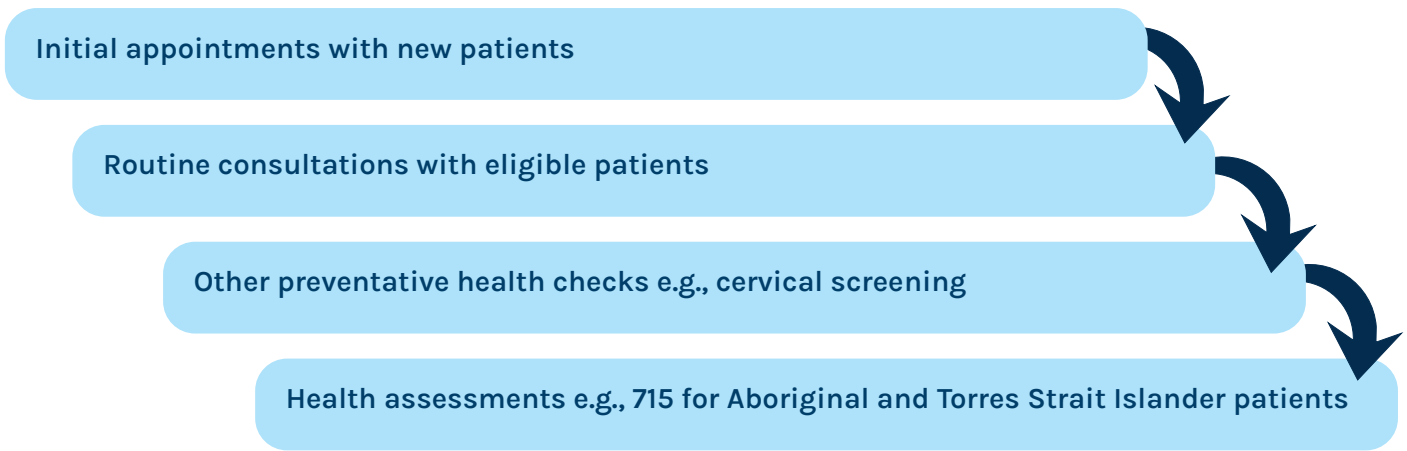 Initial appointments with new patients
Routine consultations with eligible patients
Other preventative health checks e.g., cervical screening
Health assessments e.g., 715 for Aboriginal and Torres Strait Islander patients